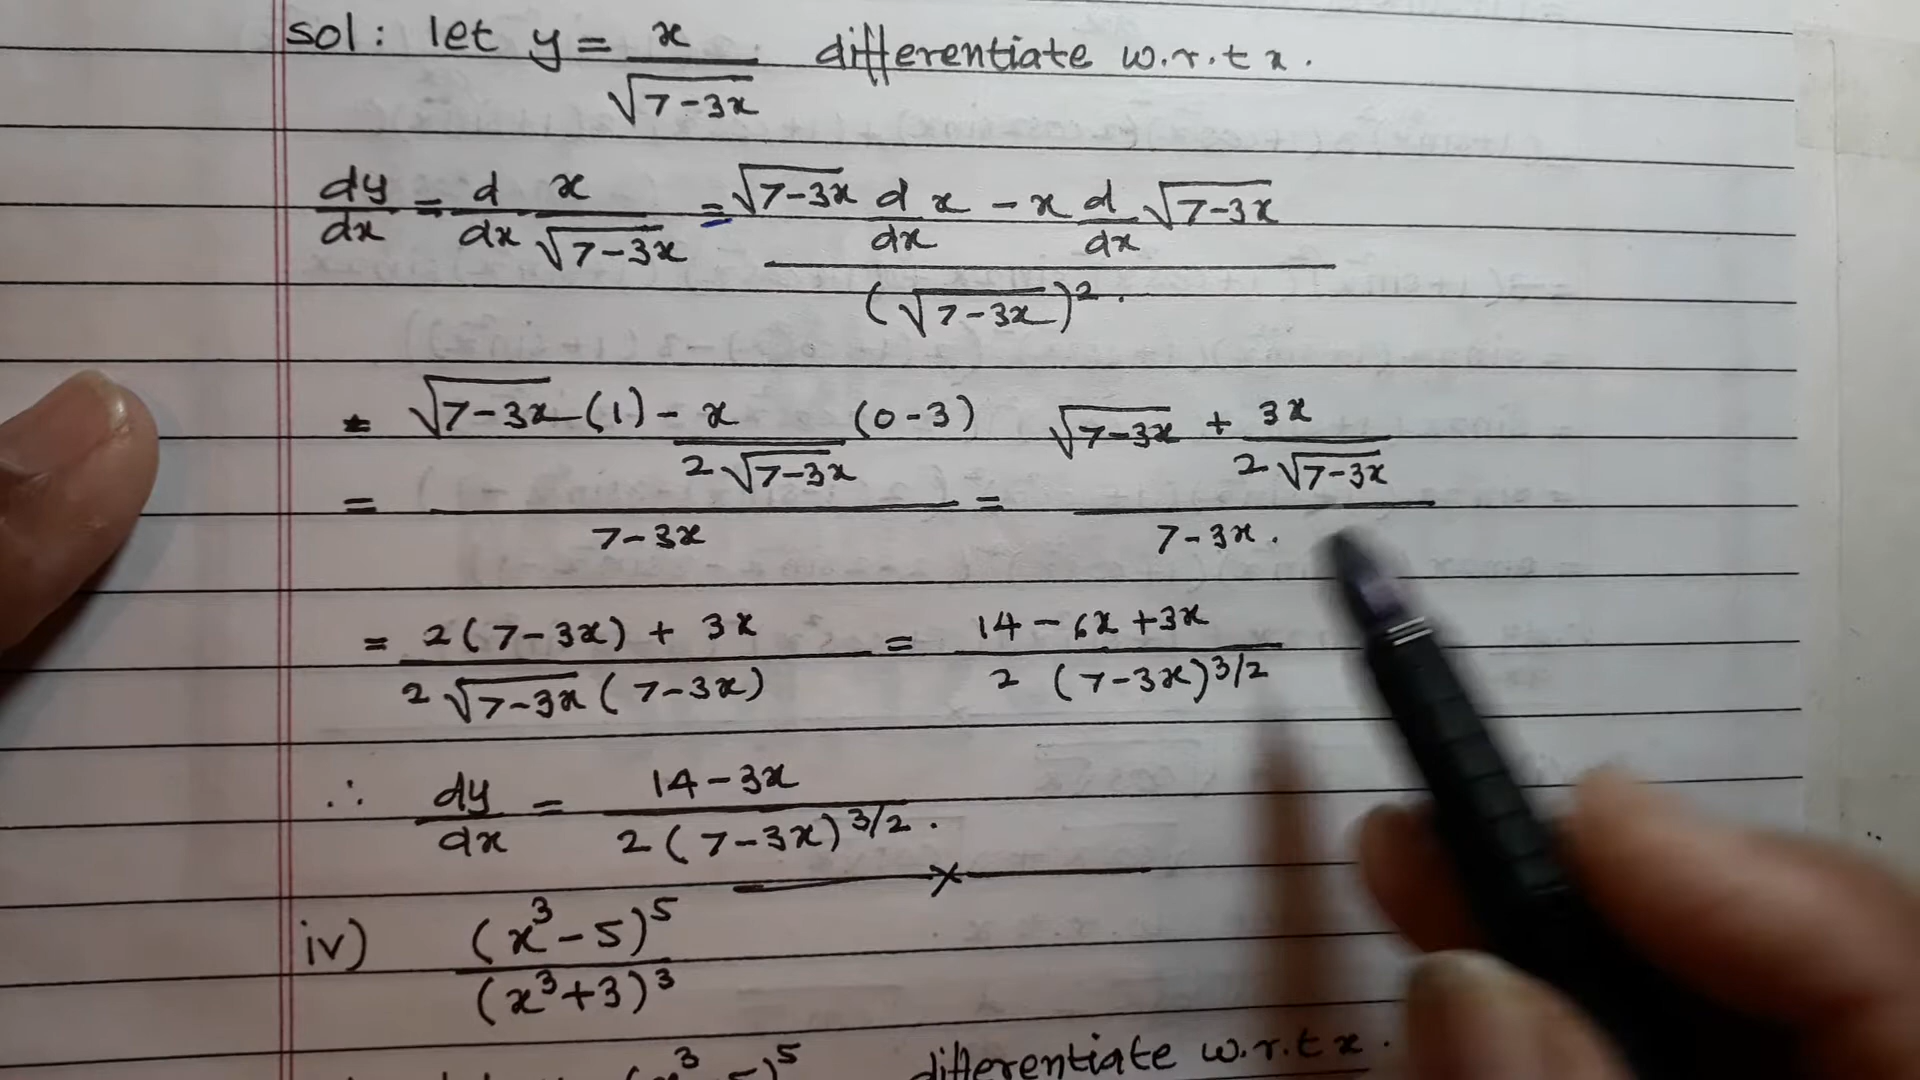 sol: let y = x/√(7-3x) differentiate w.r.t x.
dy/dx = d/dx x/√(7-3x) = (√(7-3x) d/dx x - x d/dx √(7-3x))/(√(7-3x))².
= (√(7-3x) (1) - x/(2√(7-3x)) (0-3))/(7-3x) = (√(7-3x) + 3x/(2√(7-3x)))/(7-3x).
= (2(7-3x) + 3x)/(2√(7-3x) (7-3x)) = (14-6x+3x)/(2 (7-3x)^3/2)
∴ dy/dx = (14-3x)/(2(7-3x)^3/2).
iv) (x³-5)⁵/(x³+3)³
differentiate w.r.t x.